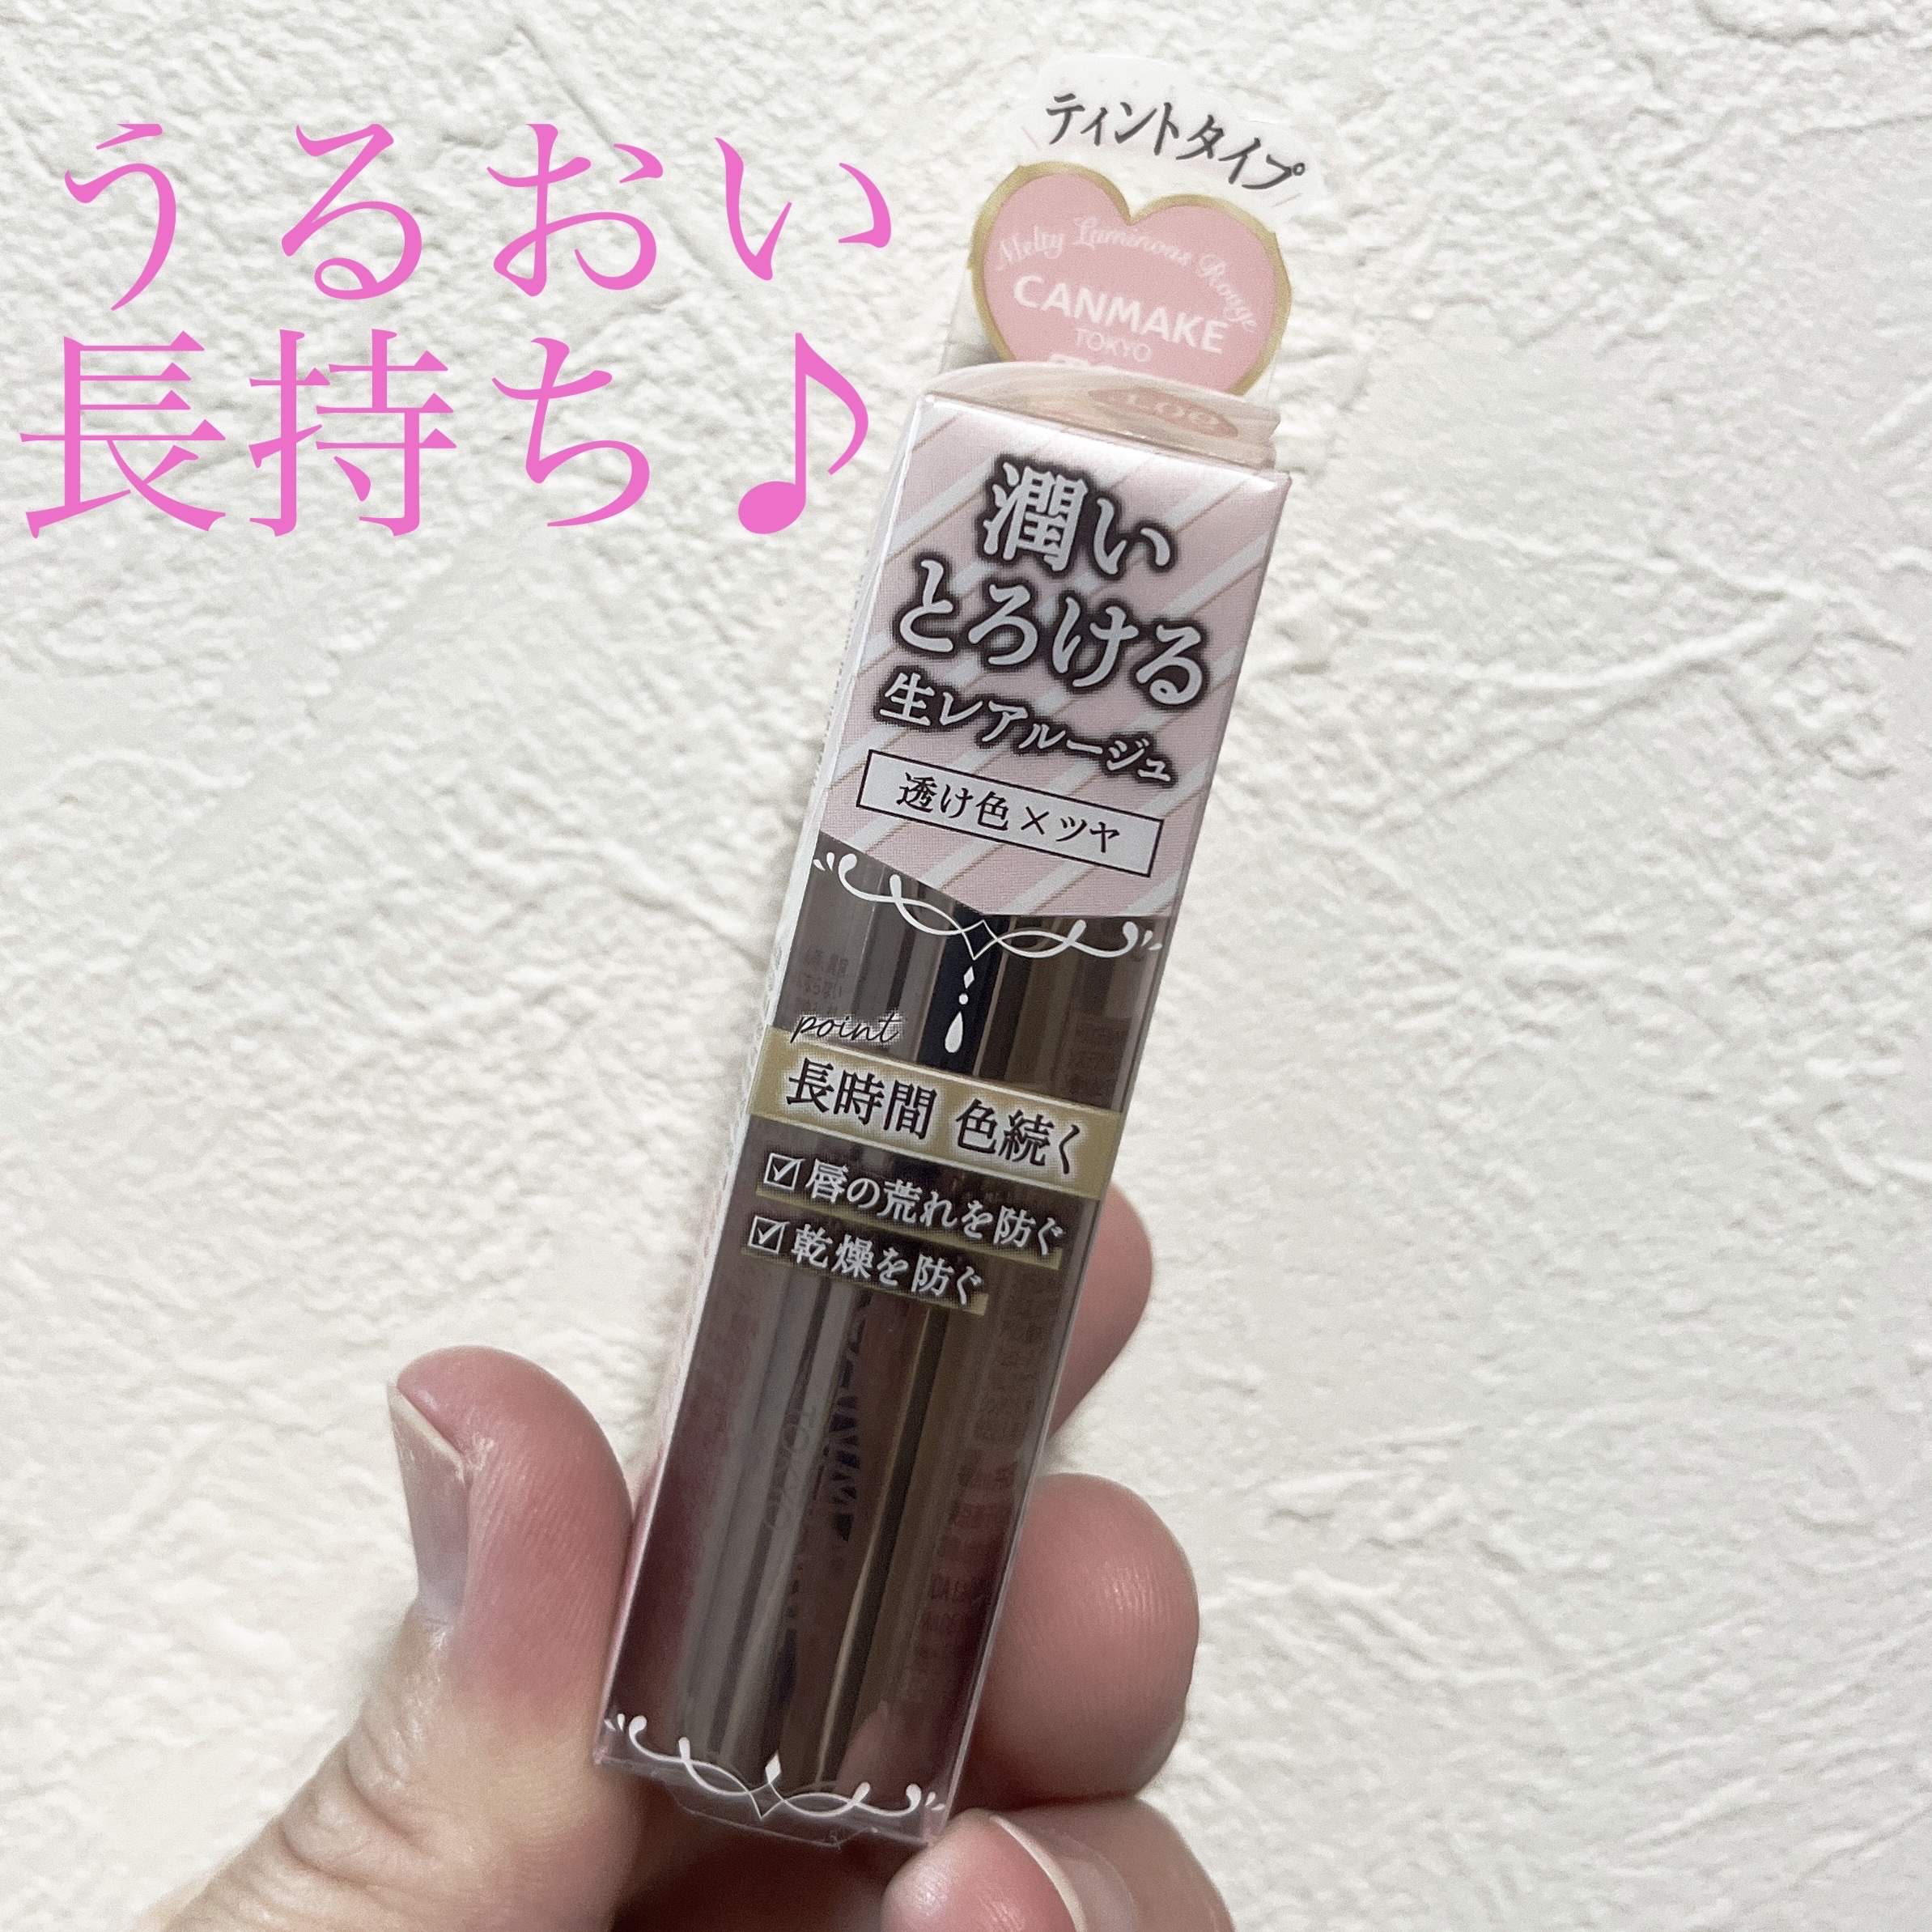 うるおい
長持ち♪
ティントタイプ
Melty Luminous Rouge
CANMAKE
TOKYO
潤い
とろける
生レアルージュ
透け色×ツヤ
point
長時間 色続く
☑唇の荒れを防ぐ
☑乾燥を防ぐ